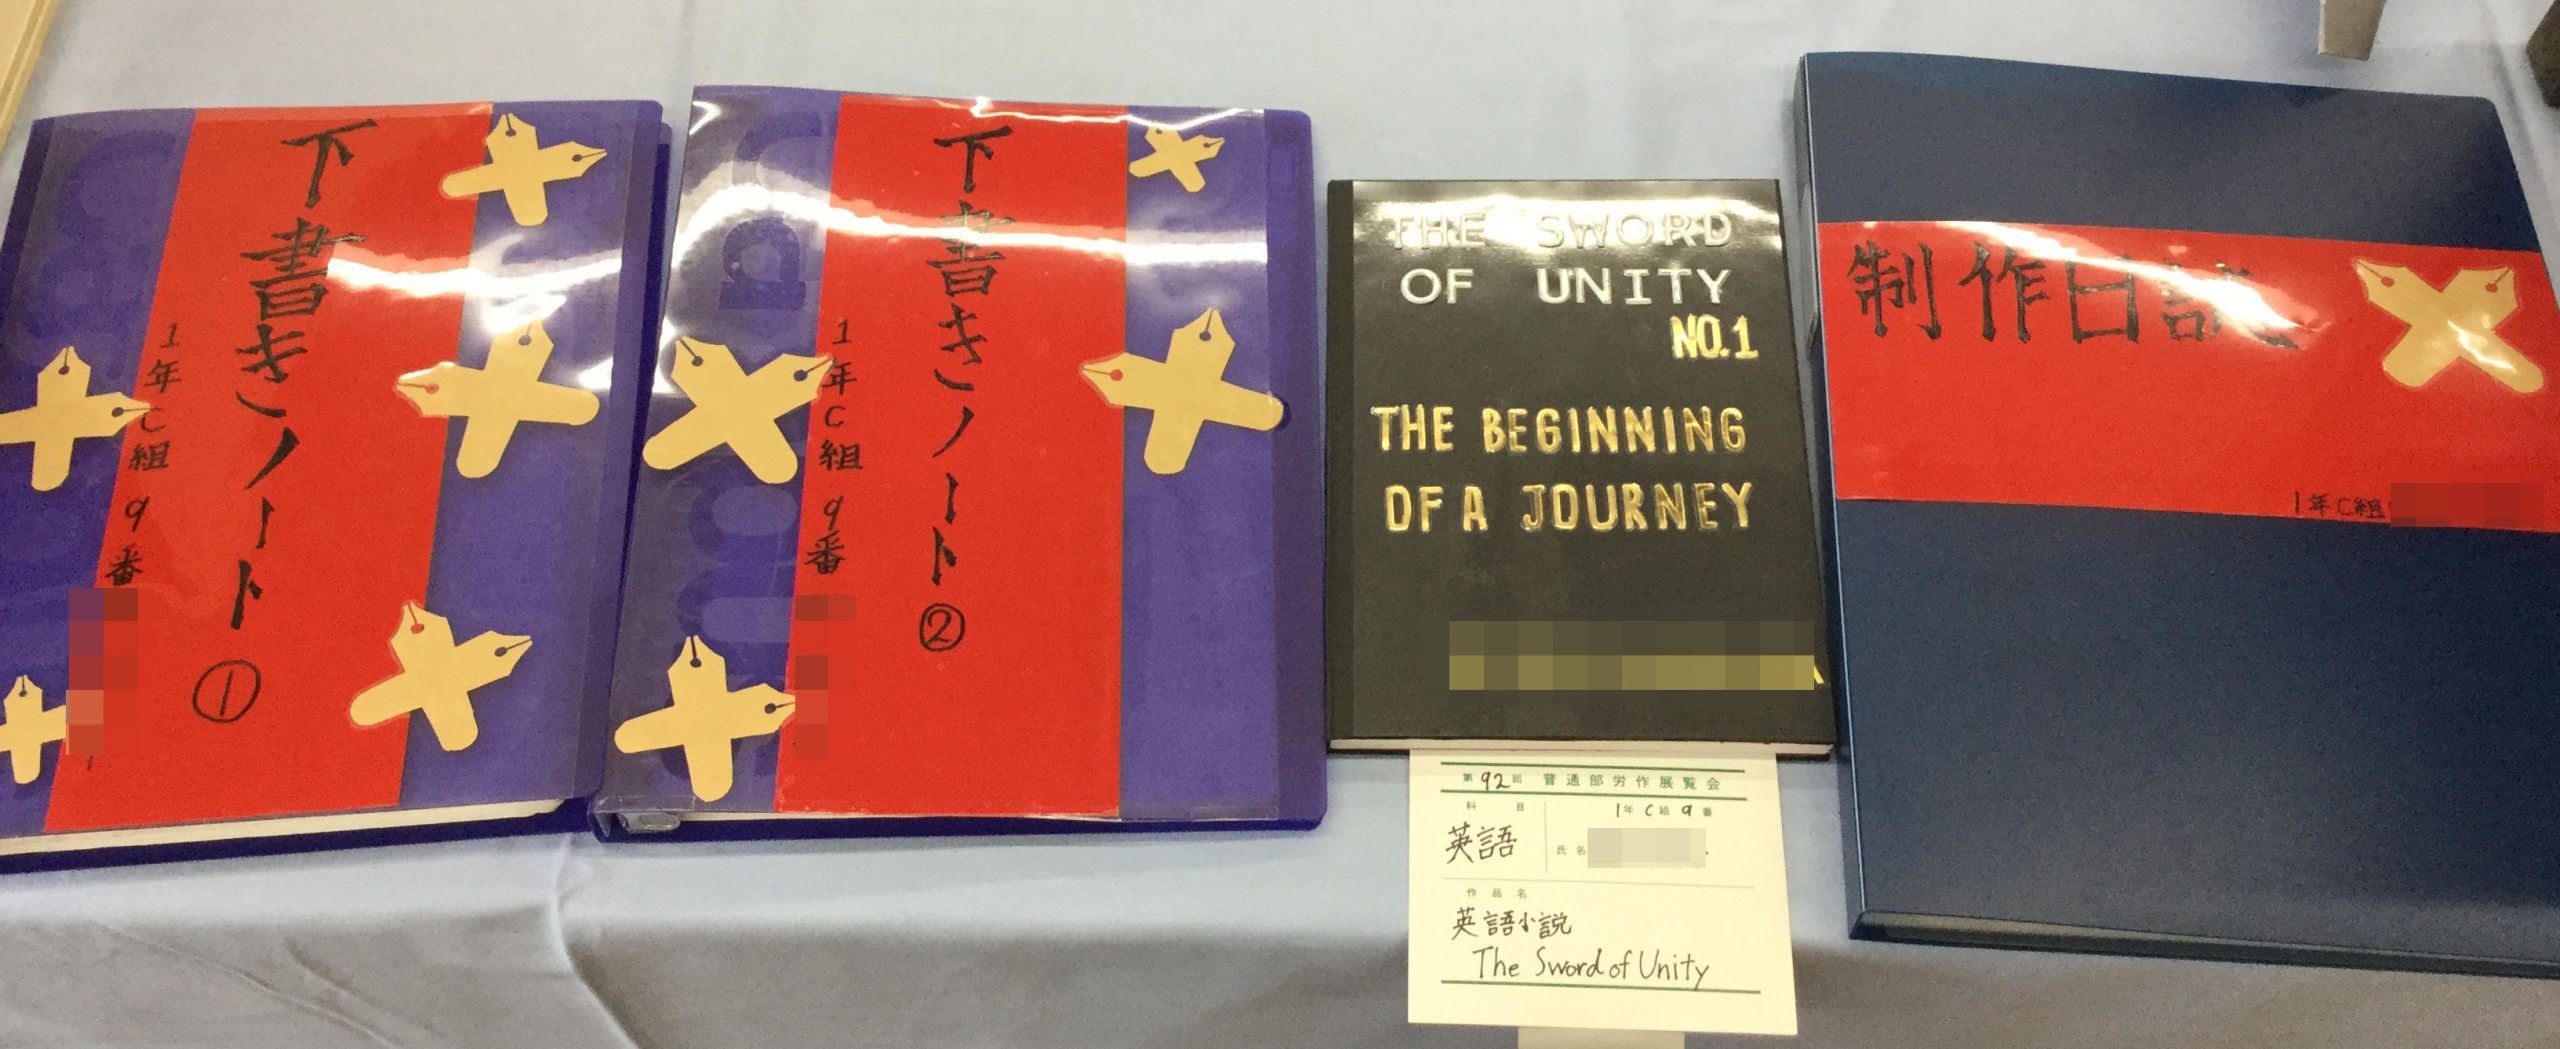 下書きノート①
1年C組 9番
下書きノート②
1年C組 9番
THE SWORD
OF UNITY
NO.1
THE BEGINNING
OF A JOURNEY
制作日誌
1年C組
第92回 普通部労作展覧会
科目
1年C組9番
英語
氏名
作品名
英語小説
The Sword of Unity